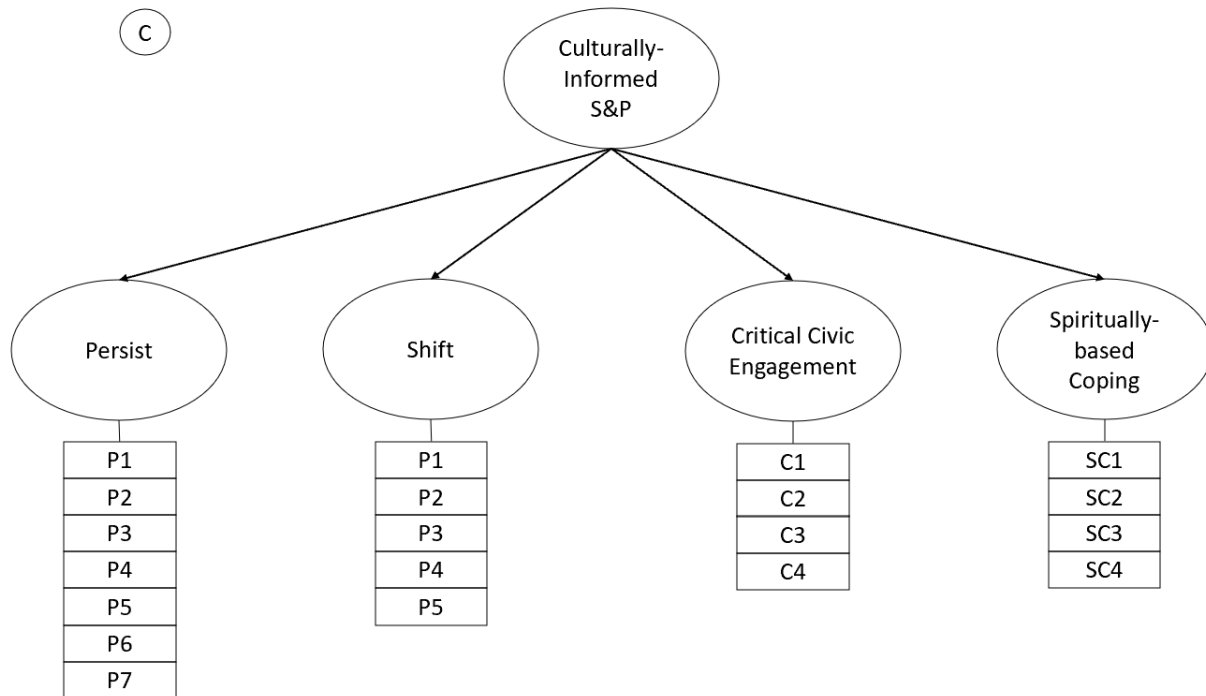 C
Culturally-
Informed
S&P
Persist
Shift
Critical Civic
Engagement
Spiritually-
based
Coping
P1
P2
P3
P4
P5
P6
P7
P1
P2
P3
P4
P5
C1
C2
C3
C4
SC1
SC2
SC3
SC4